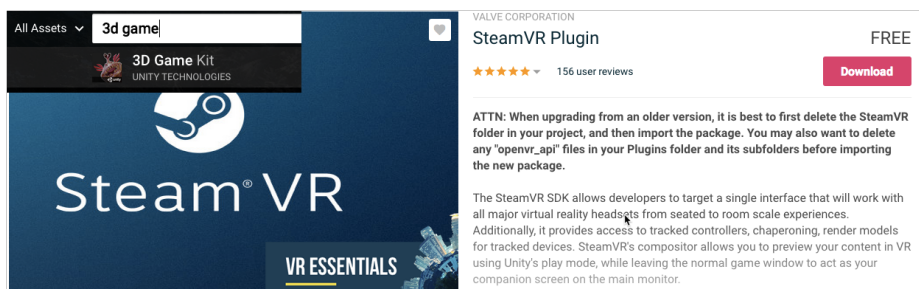 All Assets
3d game
3D Game Kit
UNITY TECHNOLOGIES
STEAM®VR
VR ESSENTIALS
VALVE CORPORATION
SteamVR Plugin
FREE
156 user reviews
Download
ATTN: When upgrading from an older version, it is best to first delete the SteamVR
folder in your project, and then import the package. You may also want to delete
any "openvr_api" files in your Plugins folder and its subfolders before importing
the new package.
The SteamVR SDK allows developers to target a single interface that will work with
all major virtual reality headsets from seated to room scale experiences.
Additionally, it provides access to tracked controllers, chaperoning, render models
for tracked devices. SteamVR's compositor allows you to preview your content in VR
using Unity's play mode, while leaving the normal game window to act as your
companion screen on the main monitor.